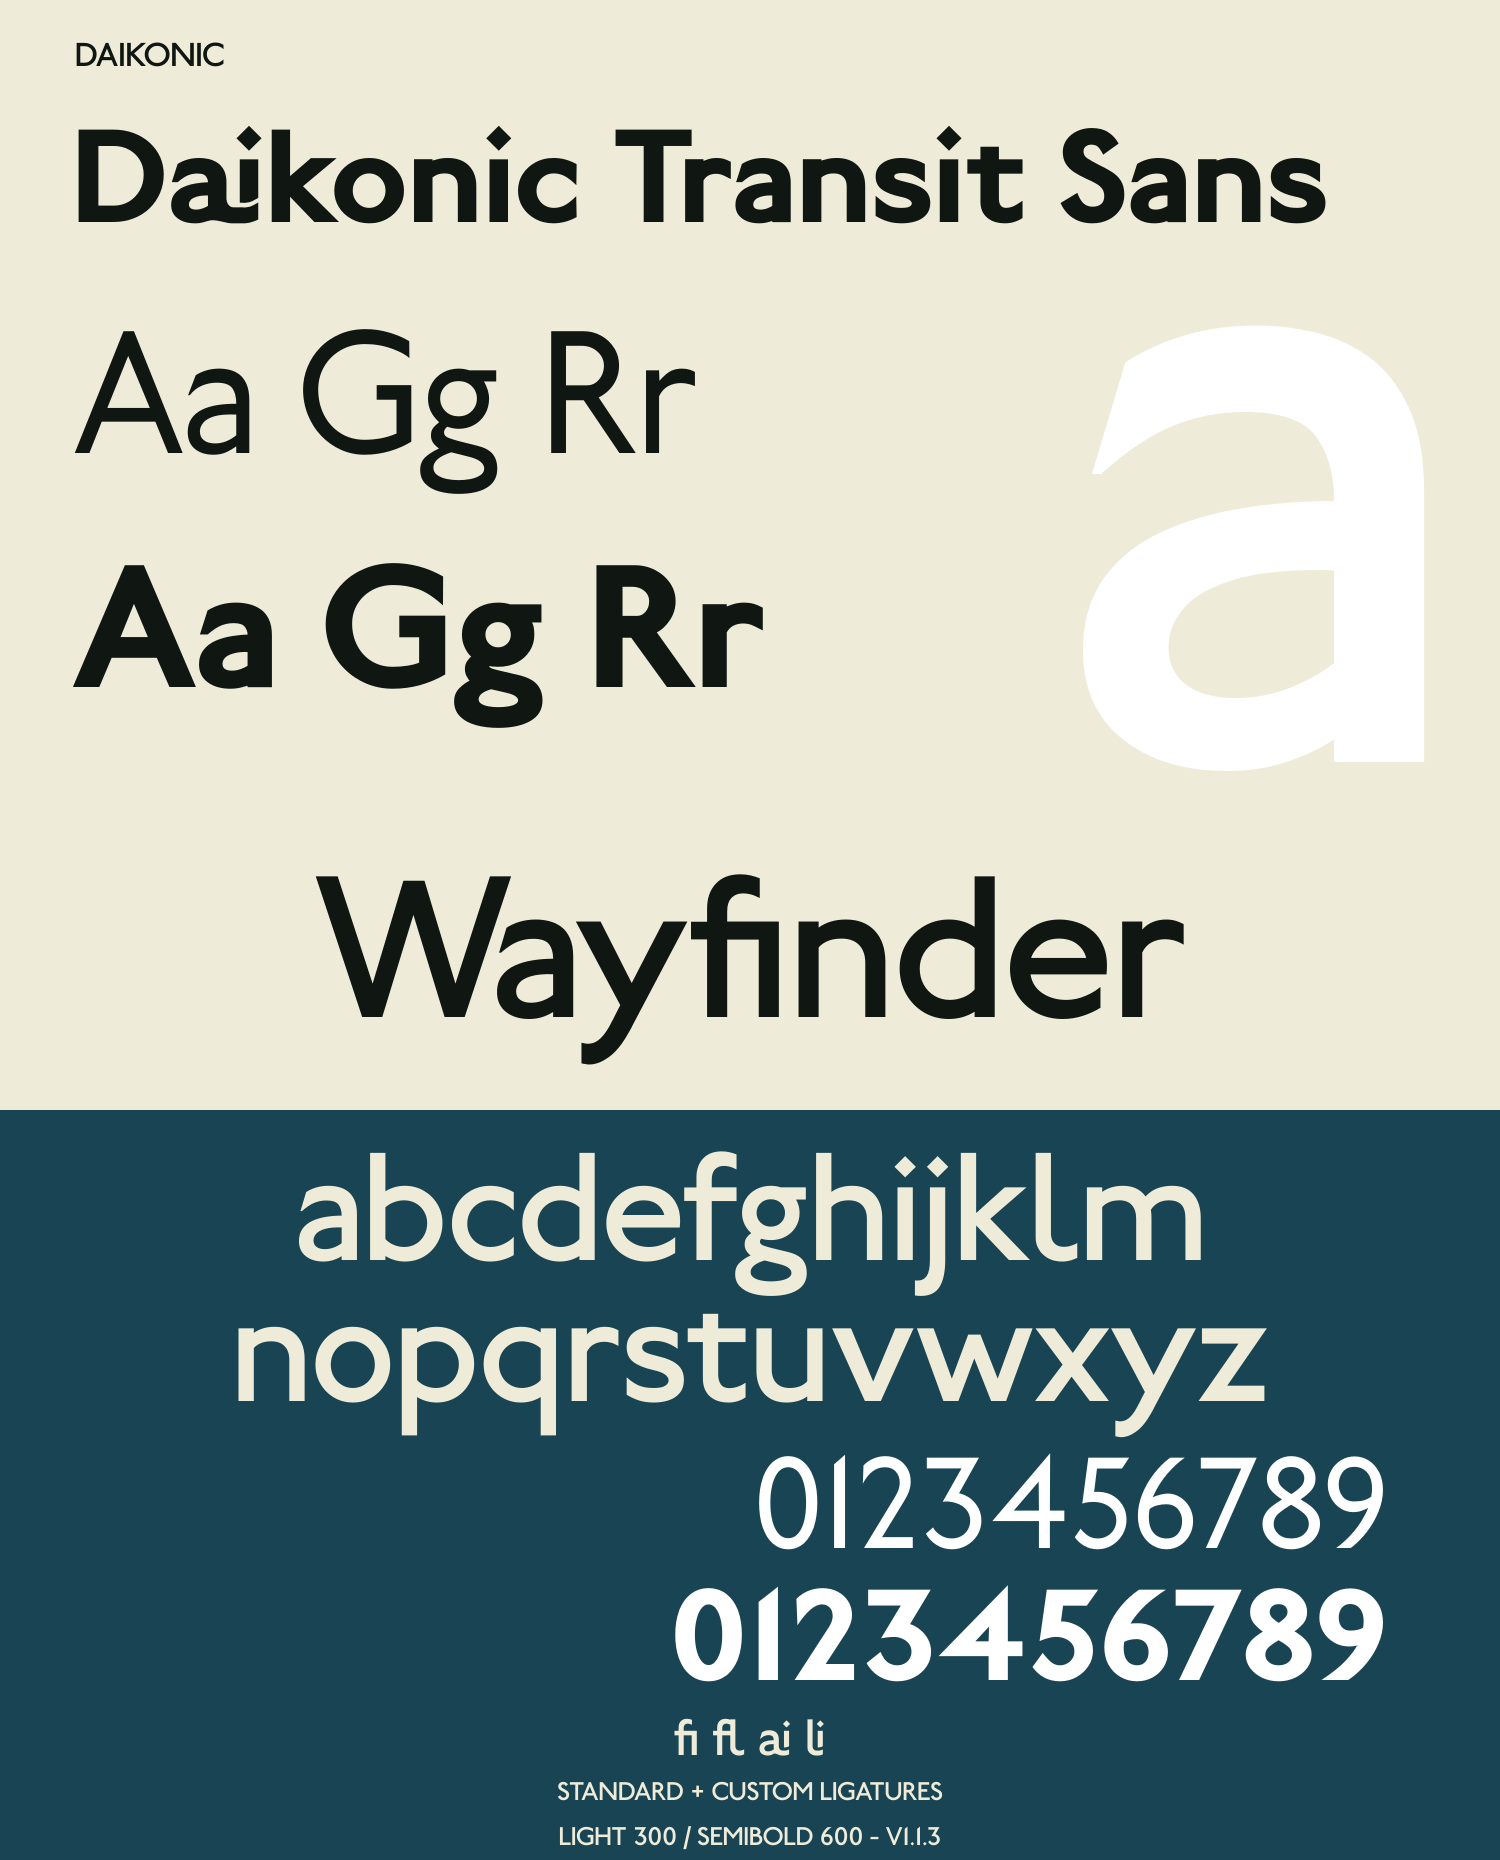 DAIKONIC
Daikonic Transit Sans
Aa Gg Rr
a
Aa Gg Rr
Wayfinder
abcdefghijklm
nopqrstuvwxyz
0123456789
0123456789
fi fl ai li
STANDARD + CUSTOM LIGATURES
LIGHT 300 / SEMIBOLD 600 - V1.1.3